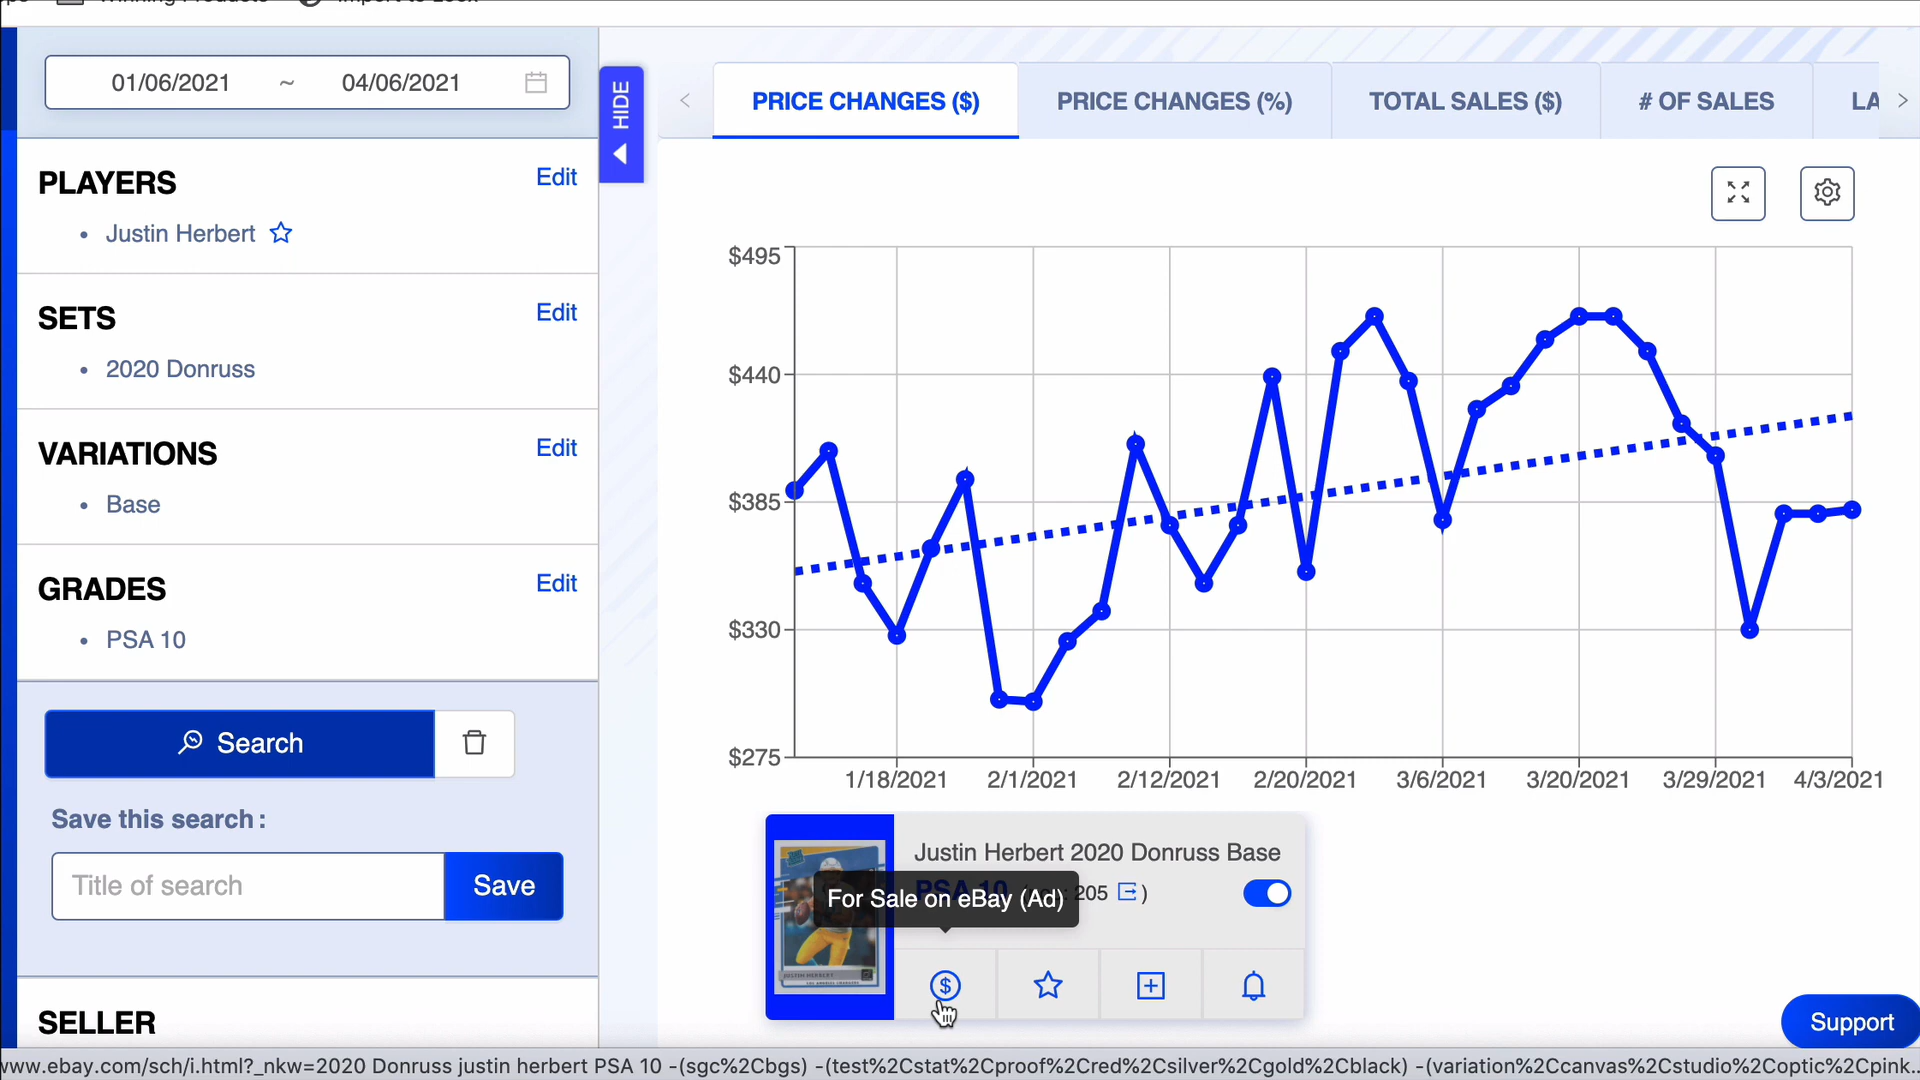 01/06/2021 ~ 04/06/2021
HIDE
PRICE CHANGES ($)
PRICE CHANGES (%)
TOTAL SALES ($)
# OF SALES
LA
PLAYERS
Edit
Justin Herbert
SETS
Edit
2020 Donruss
VARIATIONS
Edit
Base
GRADES
Edit
PSA 10
Search
Save this search :
Title of search
Save
SELLER
$495
$440
$385
$330
$275
1/18/2021
2/1/2021
2/12/2021
2/20/2021
3/6/2021
3/20/2021
3/29/2021
4/3/2021
Justin Herbert 2020 Donruss Base
PSA 10
: 205 )
For Sale on eBay (Ad)
JUSTIN HERBERT
Support
www.ebay.com/sch/i.html?_nkw=2020 Donruss justin herbert PSA 10 -(sgc%2Cbgs) -(test%2Cstat%2Cproof%2Cred%2Csilver%2Cgold%2Cblack) -(variation%2Ccanvas%2Cstudio%2Coptic%2Cpink...